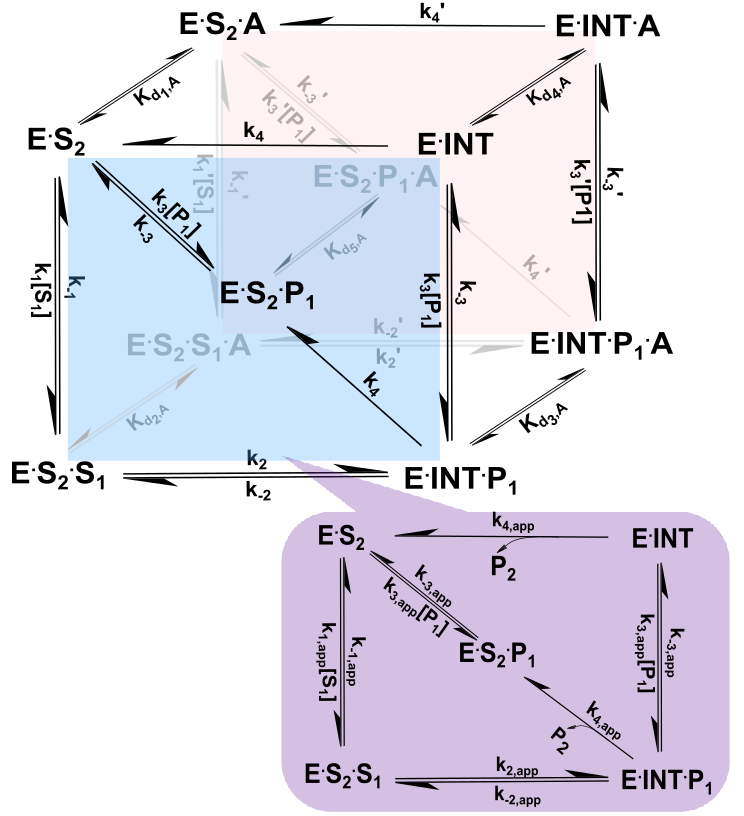 E·S₂·A
k₄'
E·INT·A
K_d₁,A
k₋₃'
k₃'[P₁]
K_d₄,A
E·S₂
k₄
E·INT
k₁'[S₁]
k₋₁'
E·S₂·P₁·A
k₃'[P1]
k₋₃'
k₃[P₁]
k₋₃
K_d₅,A
k₁[S₁]
k₋₁
E·S₂·P₁
k₃[P₁]
k₋₃
k₄'
E·S₂·S₁·A
k₋₂'
k₂'
E·INT·P₁·A
k₄
K_d₂,A
K_d₃,A
E·S₂·S₁
k₂
k₋₂
E·INT·P₁
E·S₂
k₄,app
P₂
E·INT
k₋₃,app
k₃,app[P₁]
k₁,app[S₁]
k₋₁,app
E·S₂·P₁
k₃,app[P₁]
k₋₃,app
k₄,app
P₂
E·S₂·S₁
k₂,app
k₋₂,app
E·INT·P₁